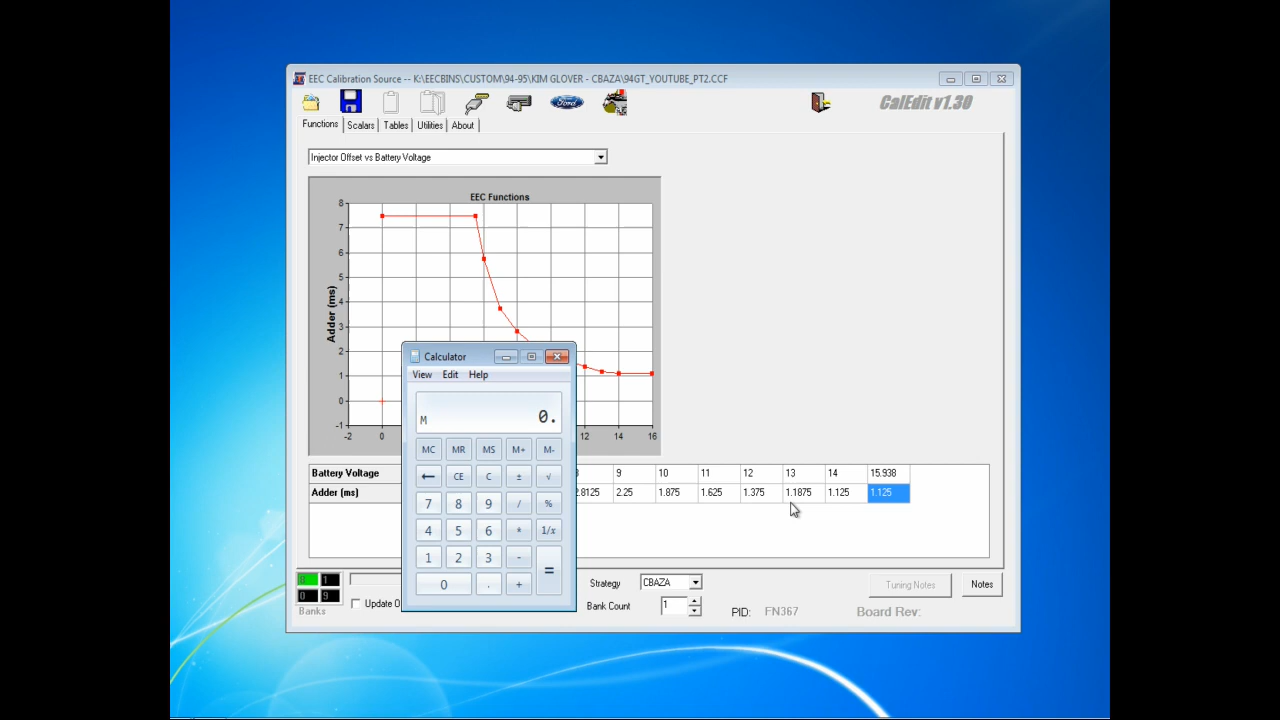 EEC Calibration Source -- K:\EECBINS\CUSTOM\94-95\KIM GLOVER - CBAZA\94GT_YOUTUBE_PT2.CCF
Ford
CalEdit v1.30
Functions Scalars Tables Utilities About
Injector Offset vs Battery Voltage
EEC Functions
8
7
6
5
4
3
2
1
0
-1
Adder (ms)
-2 0 12 14 16
Calculator
View Edit Help
M 0.
MC MR MS M+ M-
← CE C ± √
7 8 9 / %
4 5 6 * 1/x
1 2 3 - =
0 . +
Battery Voltage 8 9 10 11 12 13 14 15.938
Adder (ms) 2.8125 2.25 1.875 1.625 1.375 1.1875 1.125 1.125
1
0 9
Banks
Update O
Strategy CBAZA
Bank Count 1
PID: FN367
Tuning Notes Notes
Board Rev: